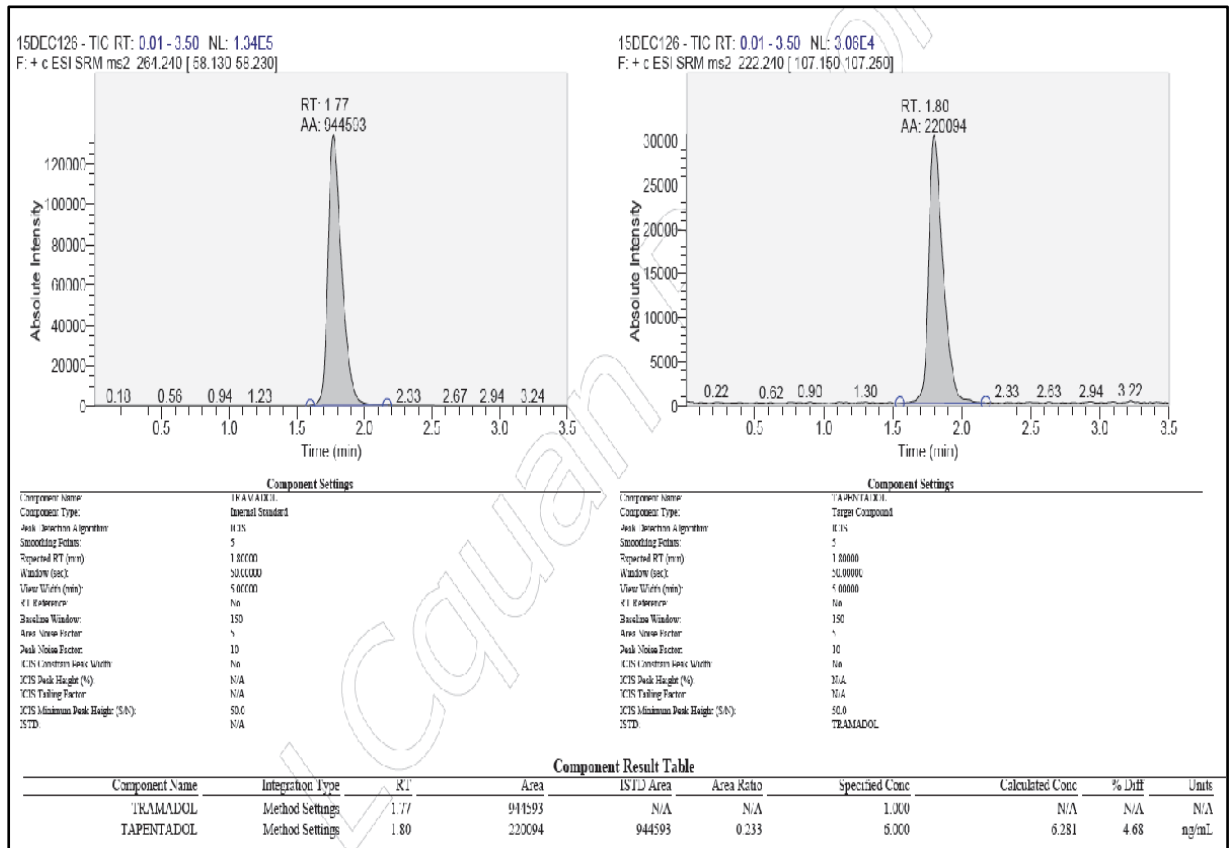 15DEC126 - TIC RT: 0.01 - 3.50 NL: 1.34E5
F: + c ESI SRM ms2 264.240 [ 58.130 58.230]
RT: 1.77
AA: 944593
120000
100000
80000
60000
40000
20000
0
Absolute Intensity
0.18 0.56 0.94 1.23 2.33 2.67 2.94 3.24
0.5 1.0 1.5 2.0 2.5 3.0 3.5
Time (min)
15DEC126 - TIC RT: 0.01 - 3.50 NL: 3.06E4
F: + c ESI SRM ms2 222.240 [ 107.150 107.250]
RT: 1.80
AA: 220094
30000
25000
20000
15000
10000
5000
0
Absolute Intensity
0.22 0.62 0.90 1.30 2.33 2.63 2.94 3.22
0.5 1.0 1.5 2.0 2.5 3.0 3.5
Time (min)
Component Settings
Component Name: TRAMADOL
Component Type: Internal Standard
Peak Detection Algorithm: ICIS
Smoothing Points: 5
Expected RT (min) 1.80000
Window (sec): 50.00000
View Width (min): 5.00000
RT Reference: No
Baseline Window: 150
Area Noise Factor 5
Peak Noise Factor: 10
ICIS Constrain Peak Width: No
ICIS Peak Height (%): N/A
ICIS Tailing Factor N/A
ICIS Minimum Peak Height (S/N): 50.0
ISTD: N/A
Component Settings
Component Name: TAPENTADOL
Component Type: Target Compound
Peak Detection Algorithm: ICIS
Smoothing Points: 5
Expected RT (min) 1.80000
Window (sec): 50.00000
View Width (min): 5.00000
RT Reference: No
Baseline Window: 150
Area Noise Factor 5
Peak Noise Factor: 10
ICIS Constrain Peak Width: No
ICIS Peak Height (%): N/A
ICIS Tailing Factor N/A
ICIS Minimum Peak Height (S/N): 50.0
ISTD: TRAMADOL
Component Result Table
Component Name Integration Type RT Area ISTD Area Area Ratio Specified Conc Calculated Conc % Diff Units
TRAMADOL Method Settings 1.77 944593 N/A N/A 1.000 N/A N/A N/A
TAPENTADOL Method Settings 1.80 220094 944593 0.233 6.000 6.281 4.68 ng/mL
LCquan